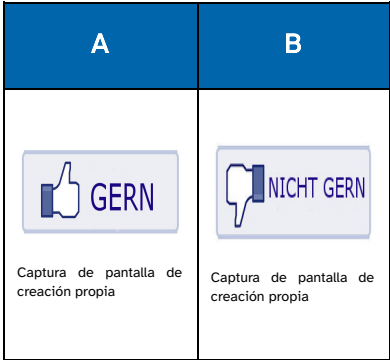 A
B
GERN
NICHT GERN
Captura de pantalla de
creación propia
Captura de pantalla de
creación propia